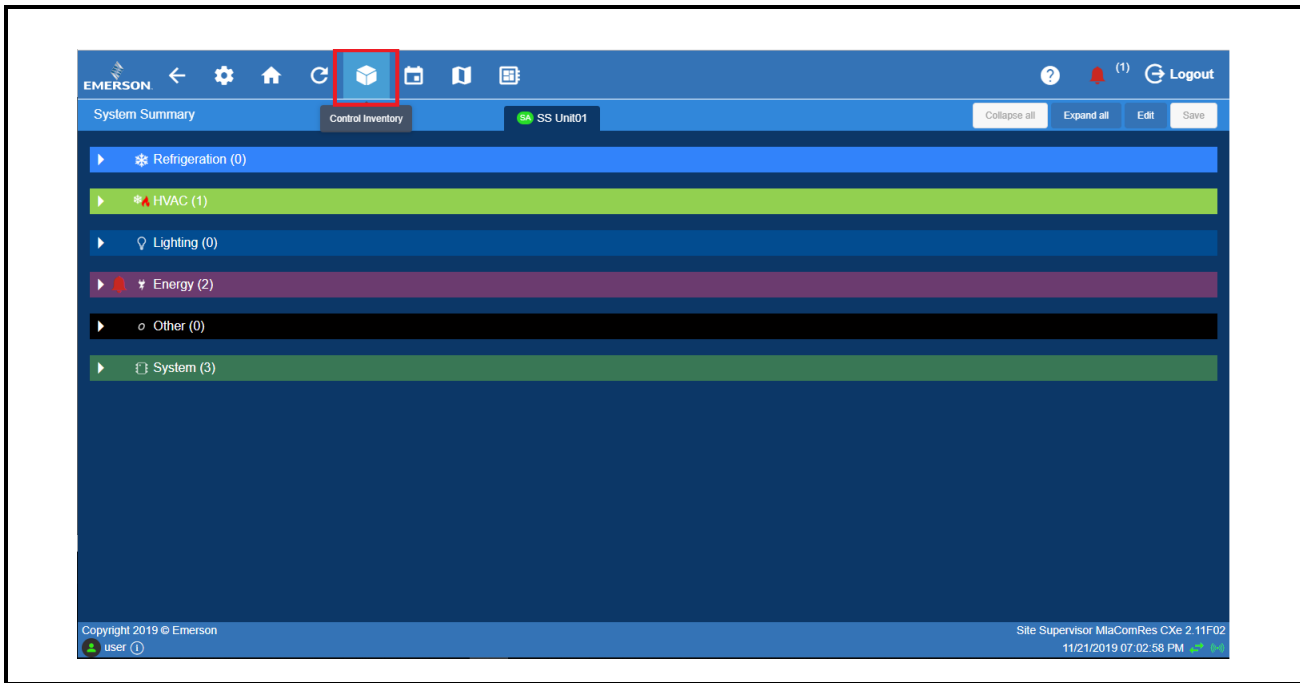 EMERSON
(1)
Logout
System Summary
Control Inventory
SA SS Unit01
Collapse all
Expand all
Edit
Save
Refrigeration (0)
HVAC (1)
Lighting (0)
Energy (2)
o Other (0)
System (3)
Copyright 2019 © Emerson
Site Supervisor MlaComRes CXe 2.11F02
user
11/21/2019 07:02:58 PM